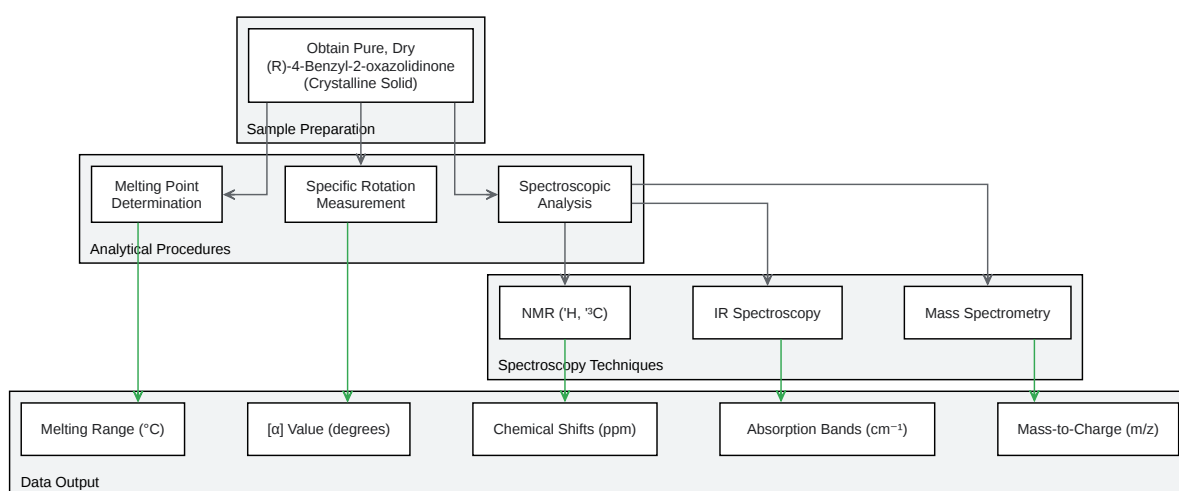 Obtain Pure, Dry
(R)-4-Benzyl-2-oxazolidinone
(Crystalline Solid)
Sample Preparation
Melting Point
Determination
Specific Rotation
Measurement
Spectroscopic
Analysis
Analytical Procedures
NMR ('H, '³C)
IR Spectroscopy
Mass Spectrometry
Spectroscopy Techniques
Melting Range (°C)
[α] Value (degrees)
Chemical Shifts (ppm)
Absorption Bands (cm⁻¹)
Mass-to-Charge (m/z)
Data Output